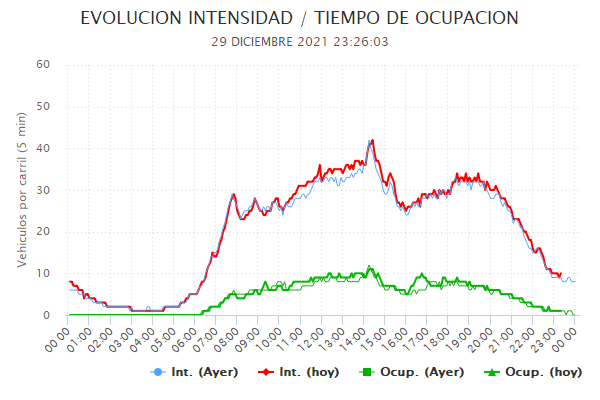 EVOLUCION INTENSIDAD / TIEMPO DE OCUPACION
29 DICIEMBRE 2021 23:26:03
Vehiculos por carril (5 min)
60
50
40
30
20
10
0
00:00 01:00 02:00 03:00 04:00 05:00 06:00 07:00 08:00 09:00 10:00 11:00 12:00 13:00 14:00 15:00 16:00 17:00 18:00 19:00 20:00 21:00 22:00 23:00 00:00
Int. (Ayer) Int. (hoy) Ocup. (Ayer) Ocup. (hoy)